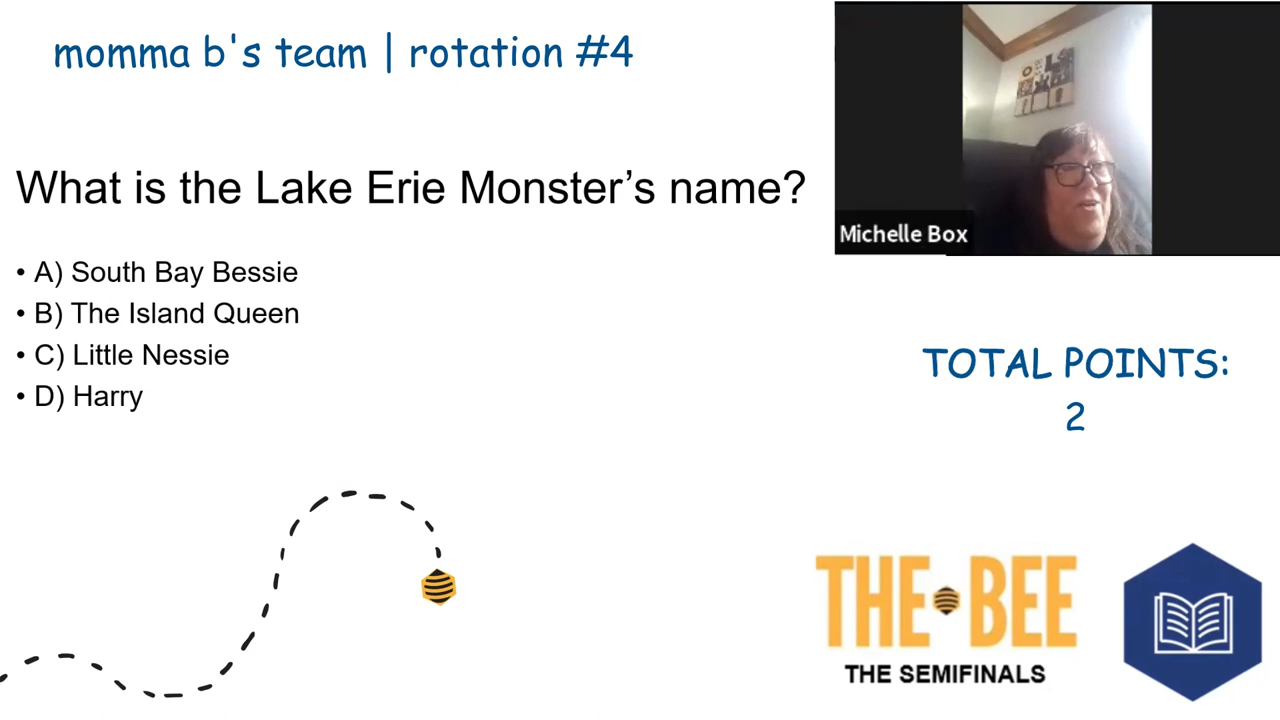 momma b's team | rotation #4
What is the Lake Erie Monster’s name?
• A) South Bay Bessie
• B) The Island Queen
• C) Little Nessie
• D) Harry
Michelle Box
TOTAL POINTS:
2
THE BEE
THE SEMIFINALS